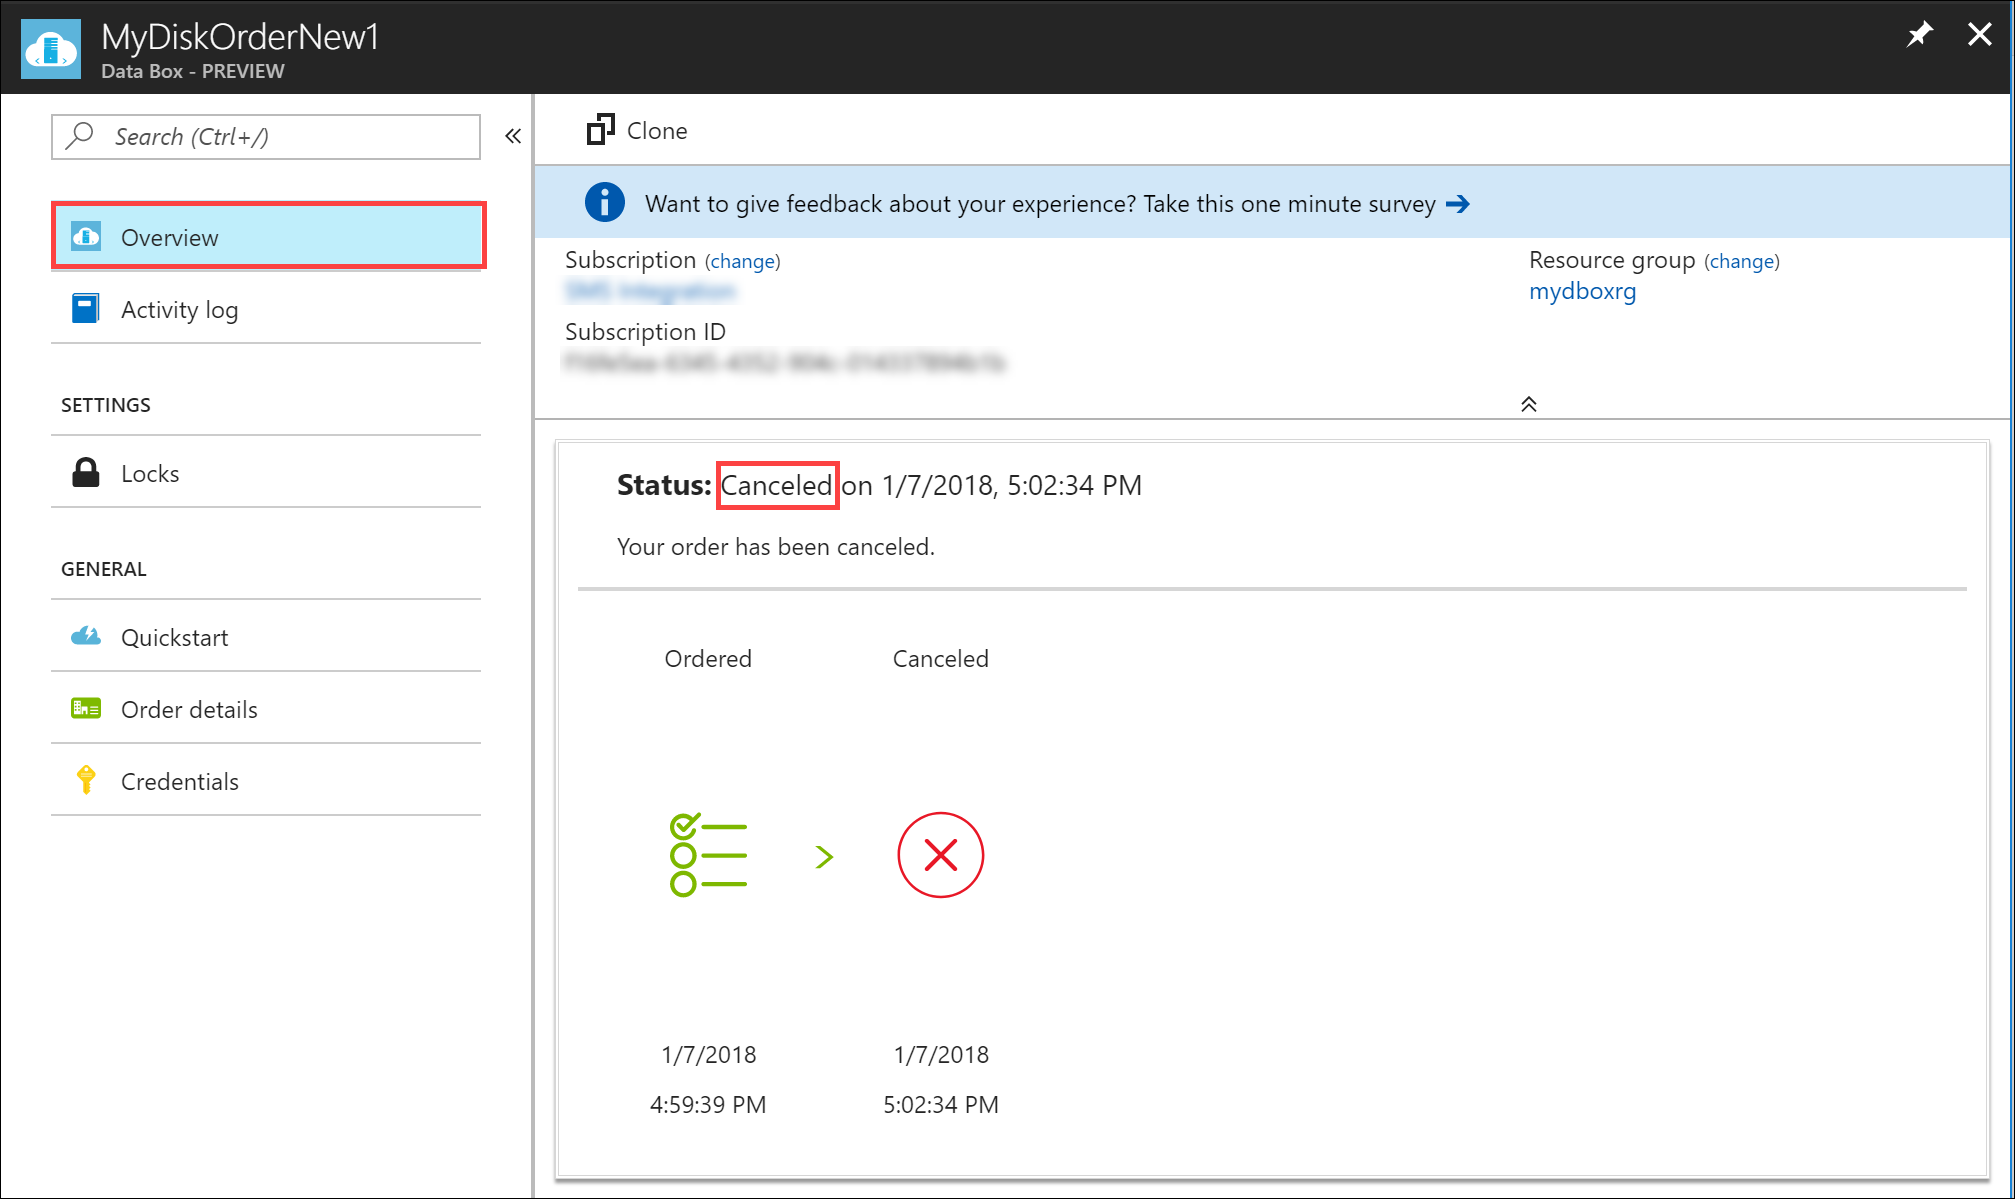 MyDiskOrderNew1
Data Box - PREVIEW
Search (Ctrl+/)
«
Overview
Activity log
SETTINGS
Locks
GENERAL
Quickstart
Order details
Credentials
Clone
Want to give feedback about your experience? Take this one minute survey →
Subscription (change)
Resource group (change)
mydboxrg
Subscription ID
Status: Canceled on 1/7/2018, 5:02:34 PM
Your order has been canceled.
Ordered
Canceled
1/7/2018
1/7/2018
4:59:39 PM
5:02:34 PM